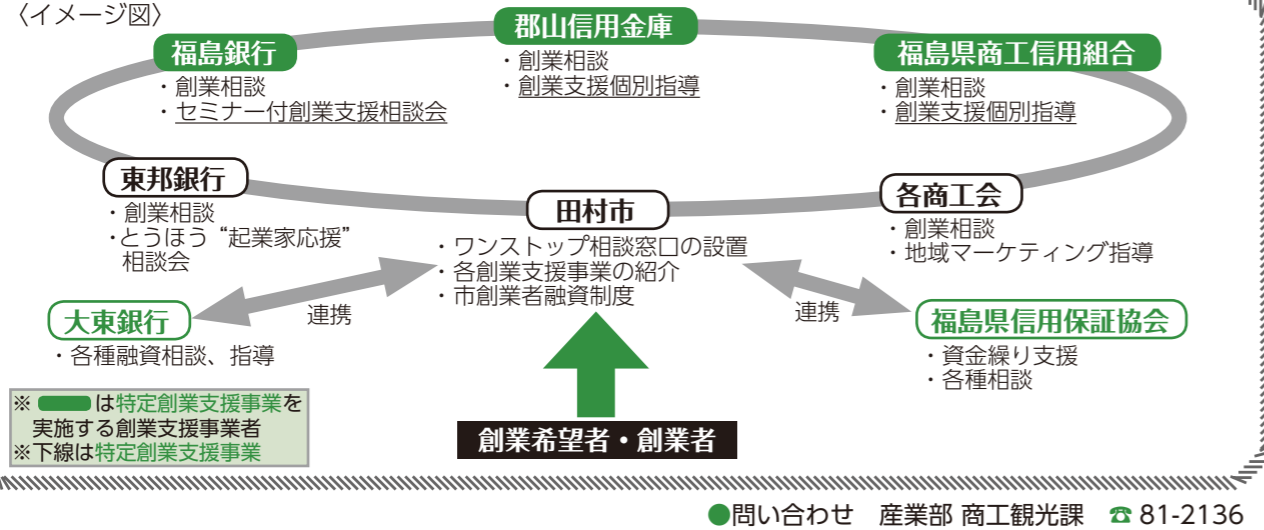 〈イメージ図〉
福島銀行
・創業相談
・セミナー付創業支援相談会
郡山信用金庫
・創業相談
・創業支援個別指導
福島県商工信用組合
・創業相談
・創業支援個別指導
東邦銀行
・創業相談
・とうほう“起業家応援”
相談会
田村市
・ワンストップ相談窓口の設置
・各創業支援事業の紹介
・市創業者融資制度
各商工会
・創業相談
・地域マーケティング指導
大東銀行
・各種融資相談、指導
連携
連携
福島県信用保証協会
・資金繰り支援
・各種相談
※ は特定創業支援事業を
実施する創業支援事業者
※下線は特定創業支援事業
創業希望者・創業者
●問い合わせ 産業部 商工観光課 ☎ 81-2136